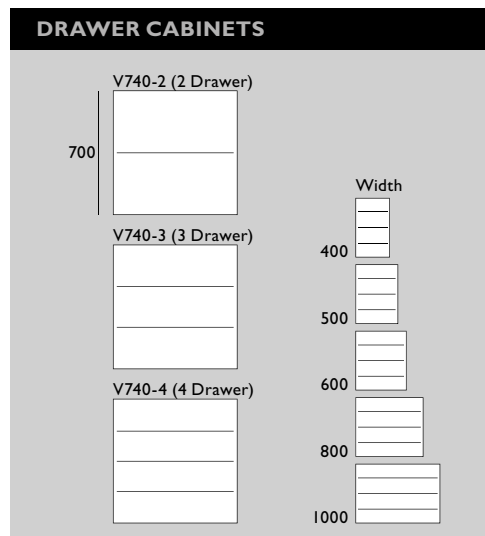 DRAWER CABINETS
V740-2 (2 Drawer)
700
V740-3 (3 Drawer)
V740-4 (4 Drawer)
Width
400
500
600
800
1000